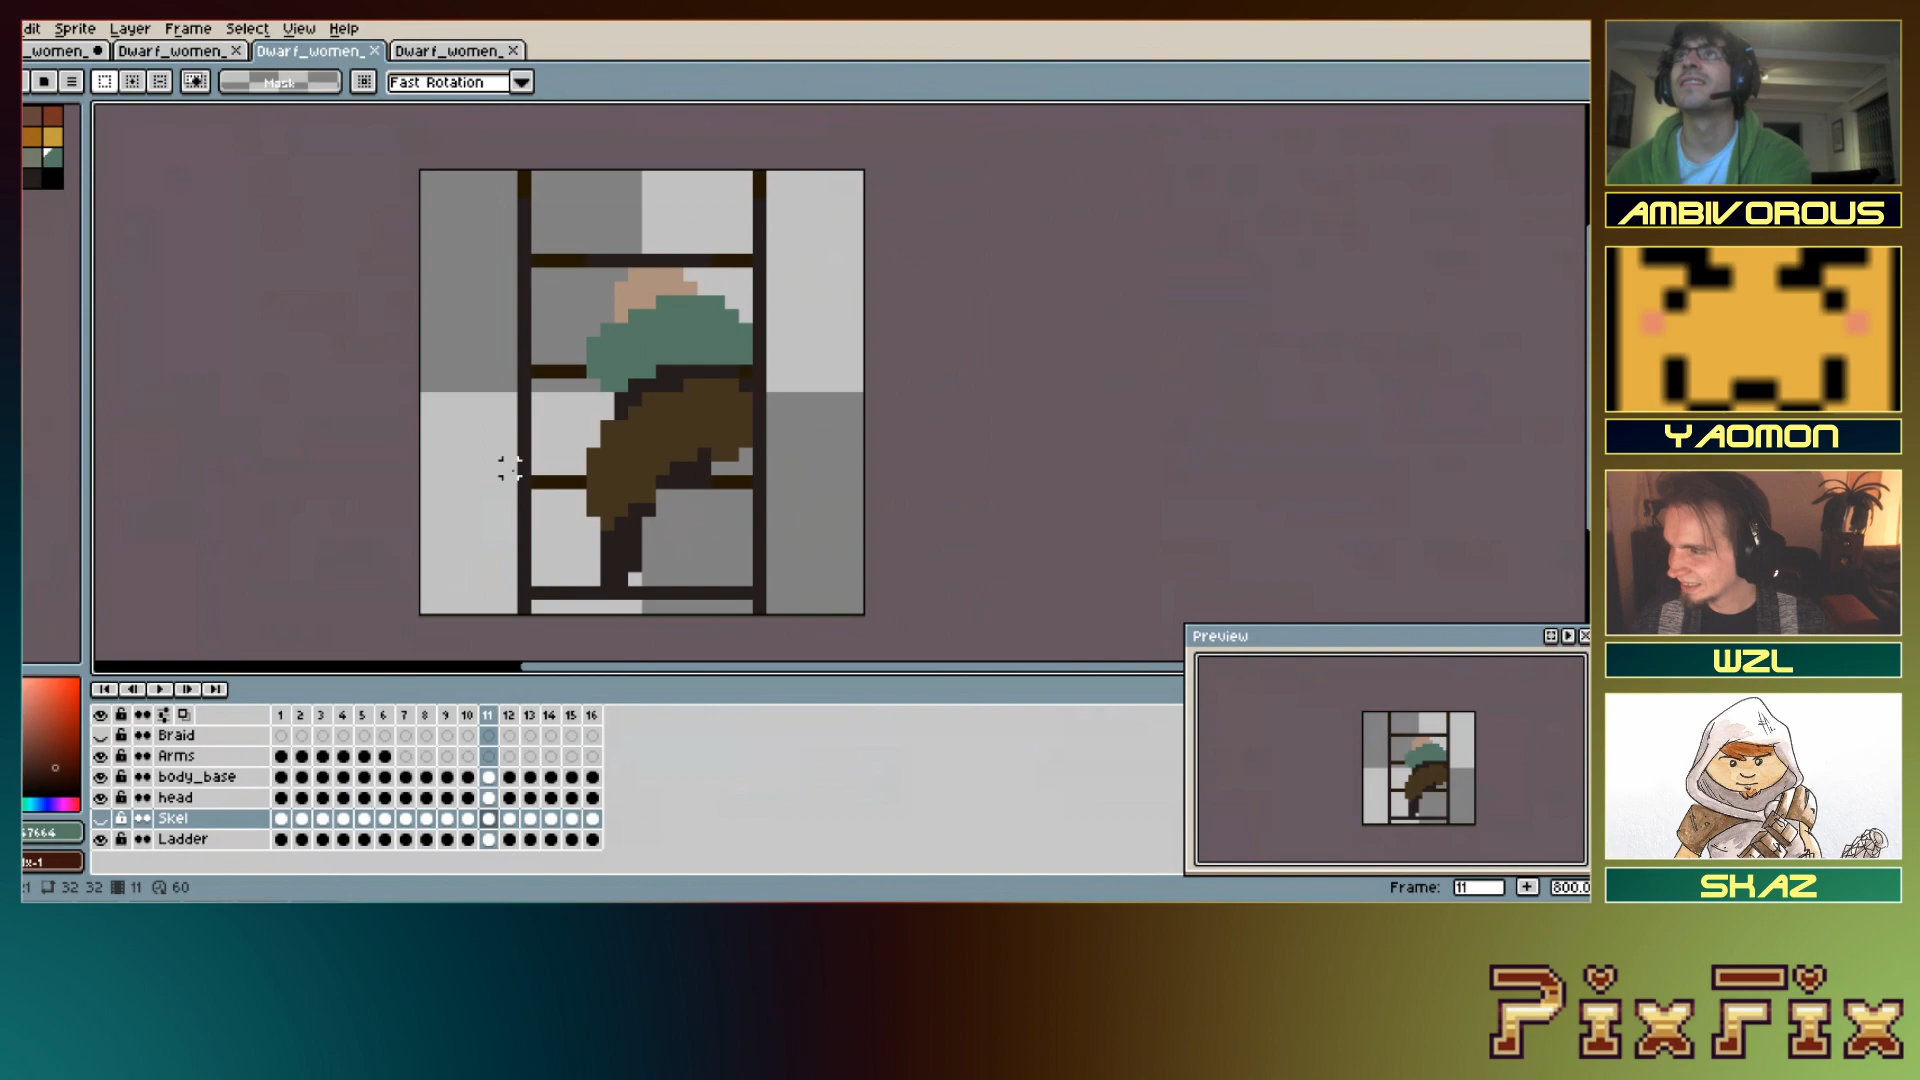 dit Sprite Layer Frame Select View Help
_women_ Dwarf_women_ Dwarf_women_ Dwarf_women_
Mask Fast Rotation
AMBIVOROUS
YAOMON
WZL
SKAZ
Preview
1 2 3 4 5 6 7 8 9 10 11 12 13 14 15 16
Braid
Arms
body_base
head
Skel
Ladder
57664
32 32 11 60
Frame: 11 + 800.0
PixFix